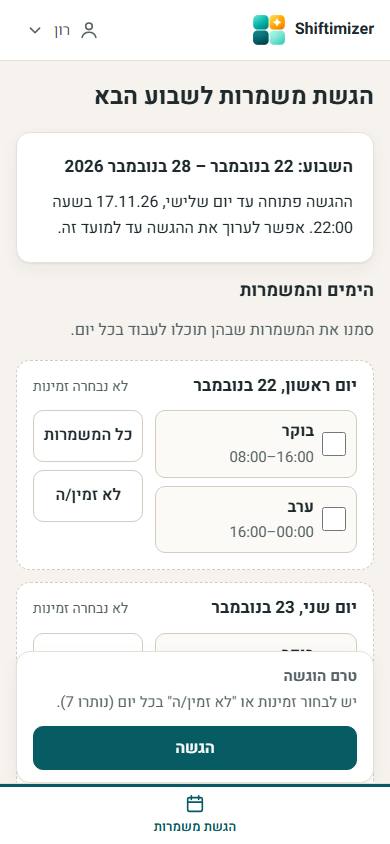 Shiftimizer
רון
הגשת משמרות לשבוע הבא
השבוע: 22 בנובמבר – 28 בנובמבר 2026
ההגשה פתוחה עד יום שלישי, 17.11.26 בשעה
22:00. אפשר לערוך את ההגשה עד למועד זה.
הימים והמשמרות
סמנו את המשמרות שבהן תוכלו לעבוד בכל יום.
יום ראשון, 22 בנובמבר
לא נבחרה זמינות
בוקר
08:00–16:00
ערב
16:00–00:00
כל המשמרות
לא זמין/ה
יום שני, 23 בנובמבר
לא נבחרה זמינות
טרם הוגשה
יש לבחור זמינות או "לא זמין/ה" בכל יום (נותרו 7).
הגשה
הגשת משמרות